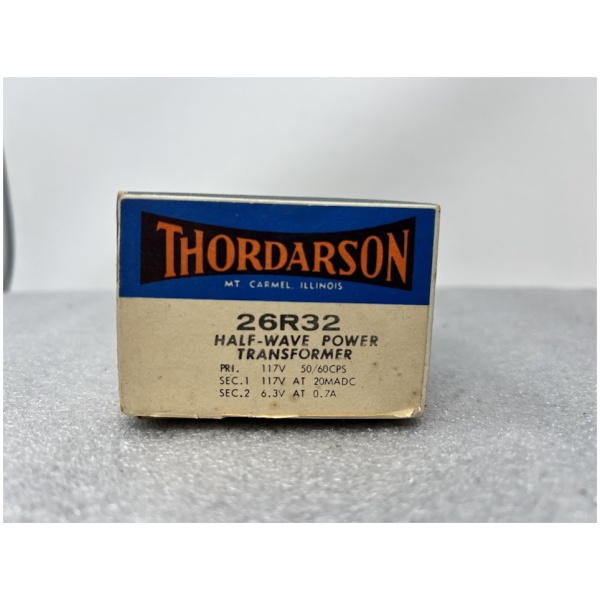 THORDARSON
MT. CARMEL, ILLINOIS
26R32
HALF-WAVE POWER
TRANSFORMER
PRI. 117V 50/60CPS
SEC.1 117V AT 20MADC
SEC.2 6.3V AT 0.7A